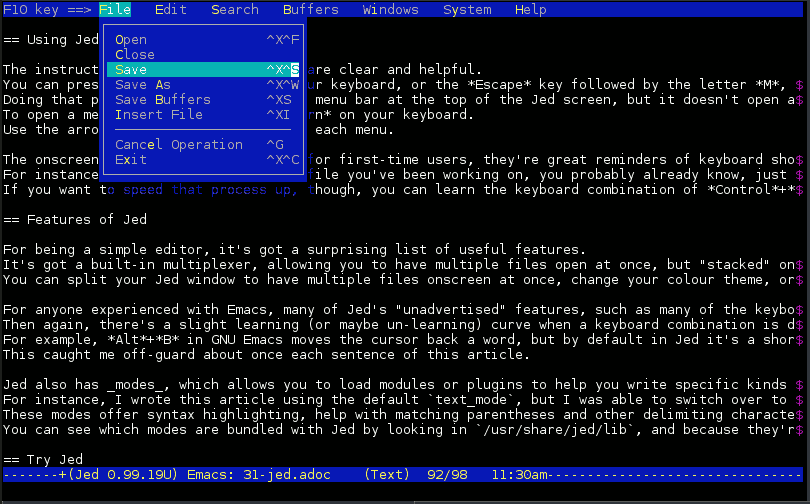 F10 key ==> File Edit Search Buffers Windows System Help
== Using Jed
Open ^X^F
Close
Save ^X^S
Save As ^X^W
Save Buffers ^XS
Insert File ^XI
Cancel Operation ^G
Exit ^X^C
The instruct re clear and helpful.
You can pres r keyboard, or the *Escape* key followed by the letter *M*, $
Doing that p menu bar at the top of the Jed screen, but it doesn't open a$
To open a me n* on your keyboard.
Use the arro each menu.
The onscreen or first-time users, they're great reminders of keyboard sho$
For instance ile you've been working on, you probably already know, just $
If you want to speed that process up, though, you can learn the keyboard combination of *Control*+*$
== Features of Jed
For being a simple editor, it's got a surprising list of useful features.
It's got a built-in multiplexer, allowing you to have multiple files open at once, but "stacked" on$
You can split your Jed window to have multiple files onscreen at once, change your colour theme, or$
For anyone experienced with Emacs, many of Jed's "unadvertised" features, such as many of the keybo$
Then again, there's a slight learning (or maybe un-learning) curve when a keyboard combination is d$
For example, *Alt*+*B* in GNU Emacs moves the cursor back a word, but by default in Jed it's a shor$
This caught me off-guard about once each sentence of this article.
Jed also has _modes_, which allows you to load modules or plugins to help you write specific kinds $
For instance, I wrote this article using the default `text_mode`, but I was able to switch over to $
These modes offer syntax highlighting, help with matching parentheses and other delimiting characte$
You can see which modes are bundled with Jed by looking in `/usr/share/jed/lib`, and because they'r$
== Try Jed
-------+(Jed 0.99.19U) Emacs: 31-jed.adoc (Text) 92/98 11:30am--------------------------------